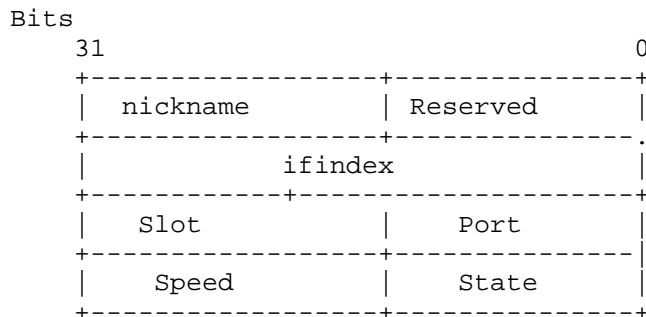 Bits
31 0
+-----------------+--------------+
| nickname | Reserved |
+-----------------+--------------.
| ifindex |
+------------+-------------------+
| Slot | Port |
+-----------------+--------------|
| Speed | State |
+-----------------+--------------+